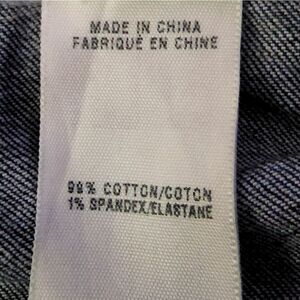 MADE IN CHINA
FABRIQUÉ EN CHINE
99% COTTON/COTON
1% SPANDEX/ELASTANE